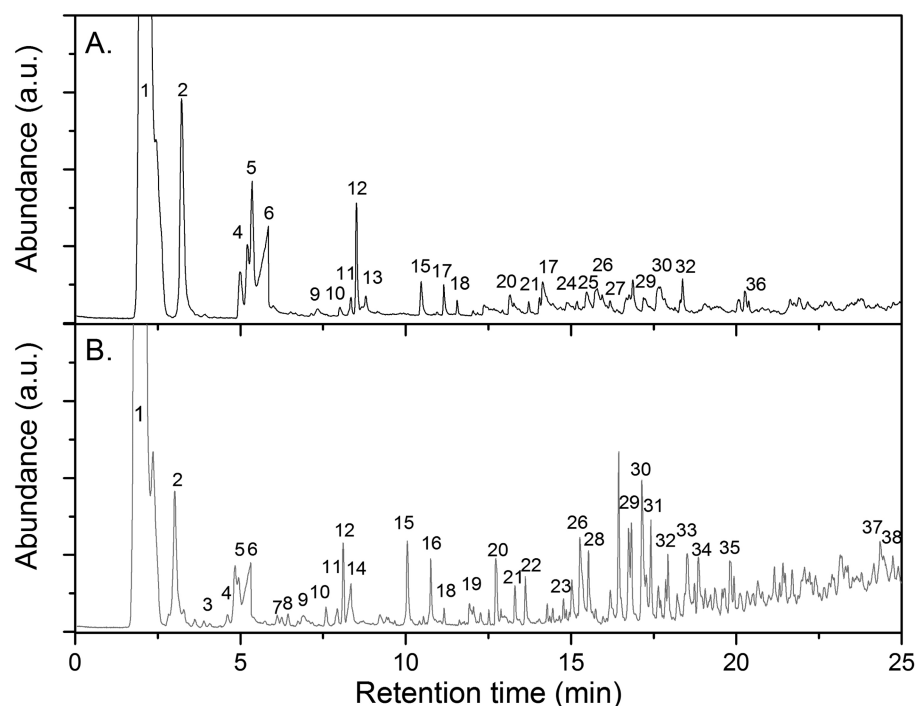 A.
Abundance (a.u.)
1 2 4 5 6 9 10 11 12 13 15 17 18 20 21 17 24 25 26 27 29 30 32 36
B.
Abundance (a.u.)
1 2 3 4 5 6 7 8 9 10 11 12 14 15 16 18 19 20 21 22 23 26 28 29 30 31 32 33 34 35 37 38
0 5 10 15 20 25
Retention time (min)